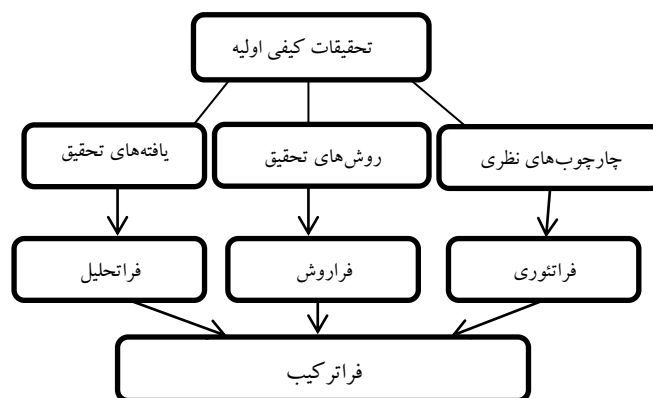 تحقیقات کیفی اولیه
چارچوب‌های نظری
روش‌های تحقیق
یافته‌های تحقیق
فراتئوری
فراروش
فراتحلیل
فراترکیب